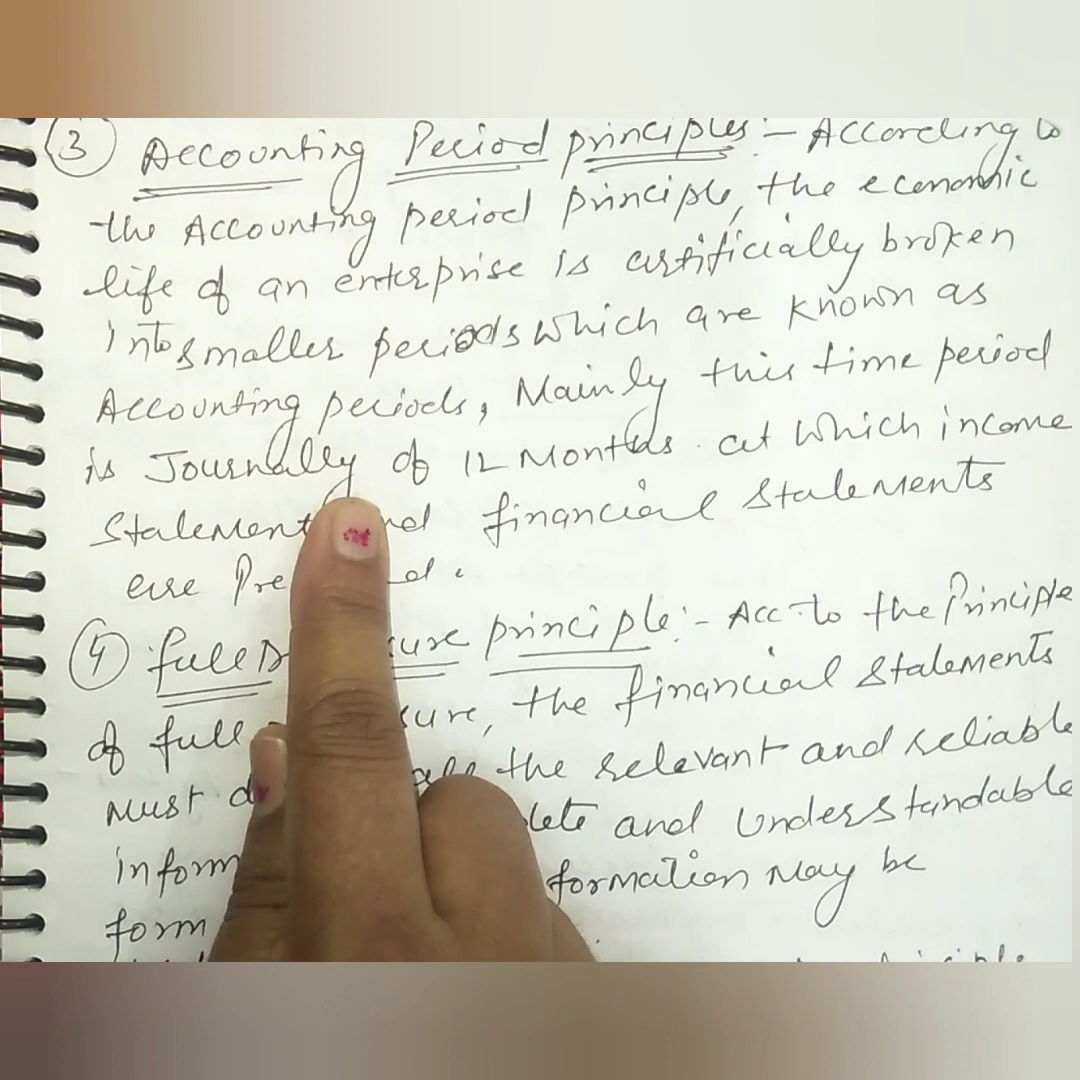 ③ Accounting Period principles :- According to
the Accounting period principle, the economic
life of an enterprise is artificially broken
into smaller periods which are known as
Accounting periods, Mainly this time period
is Journally of 12 Months at which income
Statement and financial Statements
are Pre
④ full principle :- Acc. to the Principle
of full the financial Statements
Must all the relevant and reliable
and Understandable
May be
form